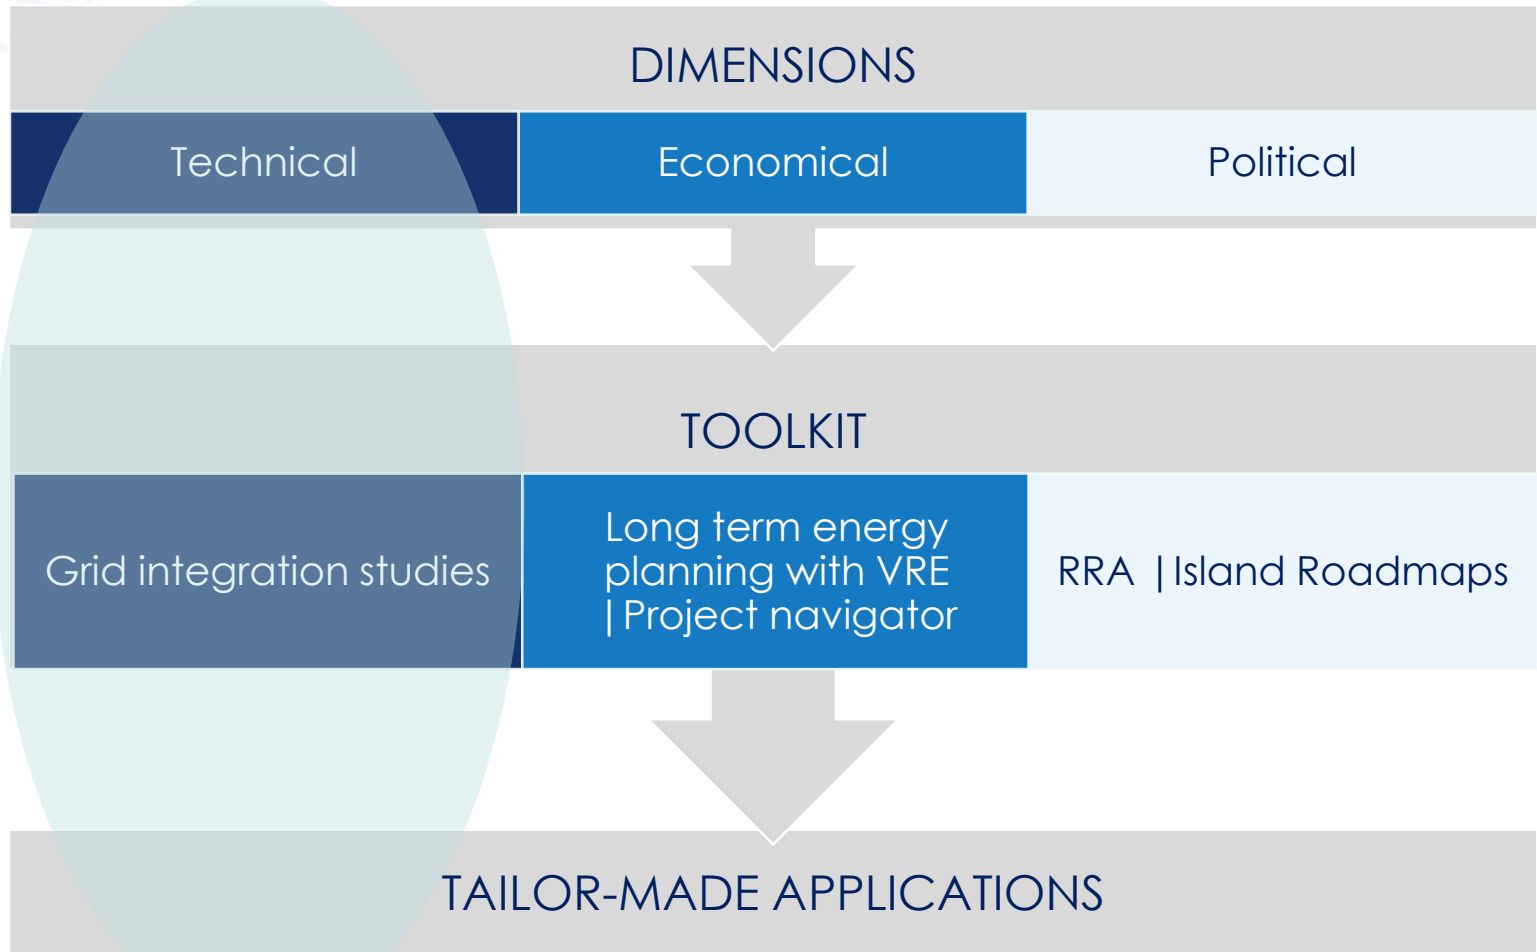 DIMENSIONS
Technical
Economical
Political
TOOLKIT
Grid integration studies
Long term energy
planning with VRE
|Project navigator
RRA |Island Roadmaps
TAILOR-MADE APPLICATIONS